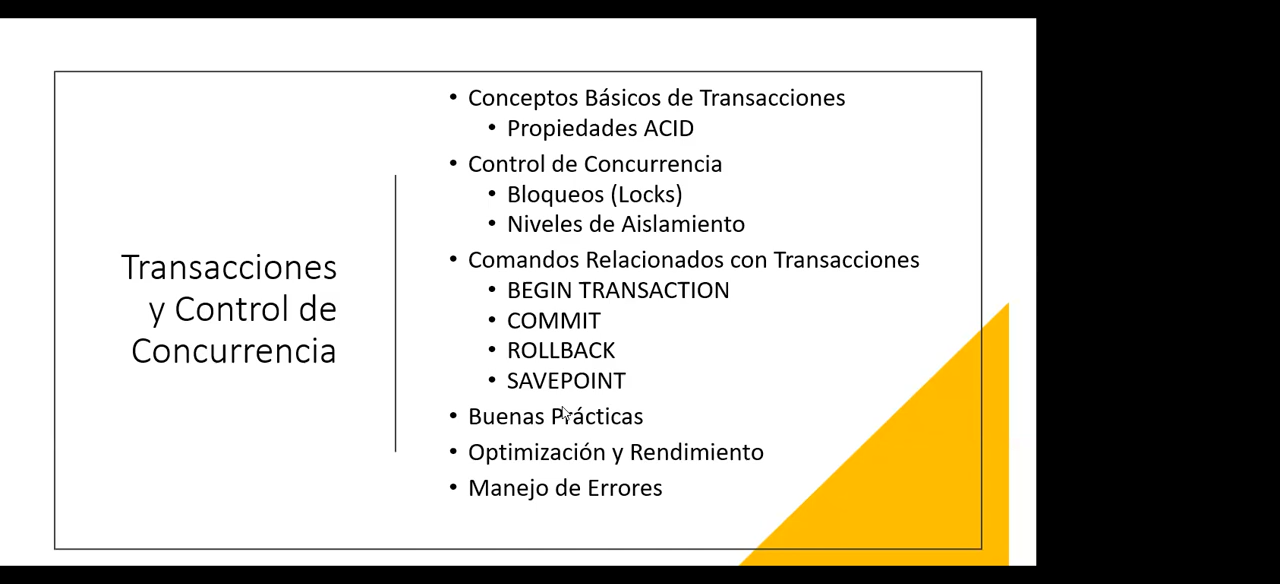 Transacciones
y Control de
Concurrencia
• Conceptos Básicos de Transacciones
• Propiedades ACID
• Control de Concurrencia
• Bloqueos (Locks)
• Niveles de Aislamiento
• Comandos Relacionados con Transacciones
• BEGIN TRANSACTION
• COMMIT
• ROLLBACK
• SAVEPOINT
• Buenas Prácticas
• Optimización y Rendimiento
• Manejo de Errores